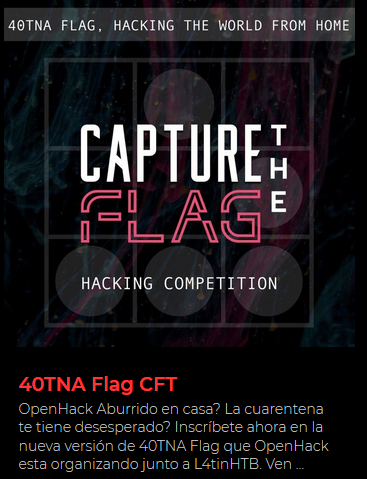 40TNA FLAG, HACKING THE WORLD FROM HOME
CAPTURE THE
FLAG
HACKING COMPETITION
40TNA Flag CFT
OpenHack Aburrido en casa? La cuarentena
te tiene desesperado? Inscríbete ahora en la
nueva versión de 40TNA Flag que OpenHack
esta organizando junto a L4tinHTB. Ven ...